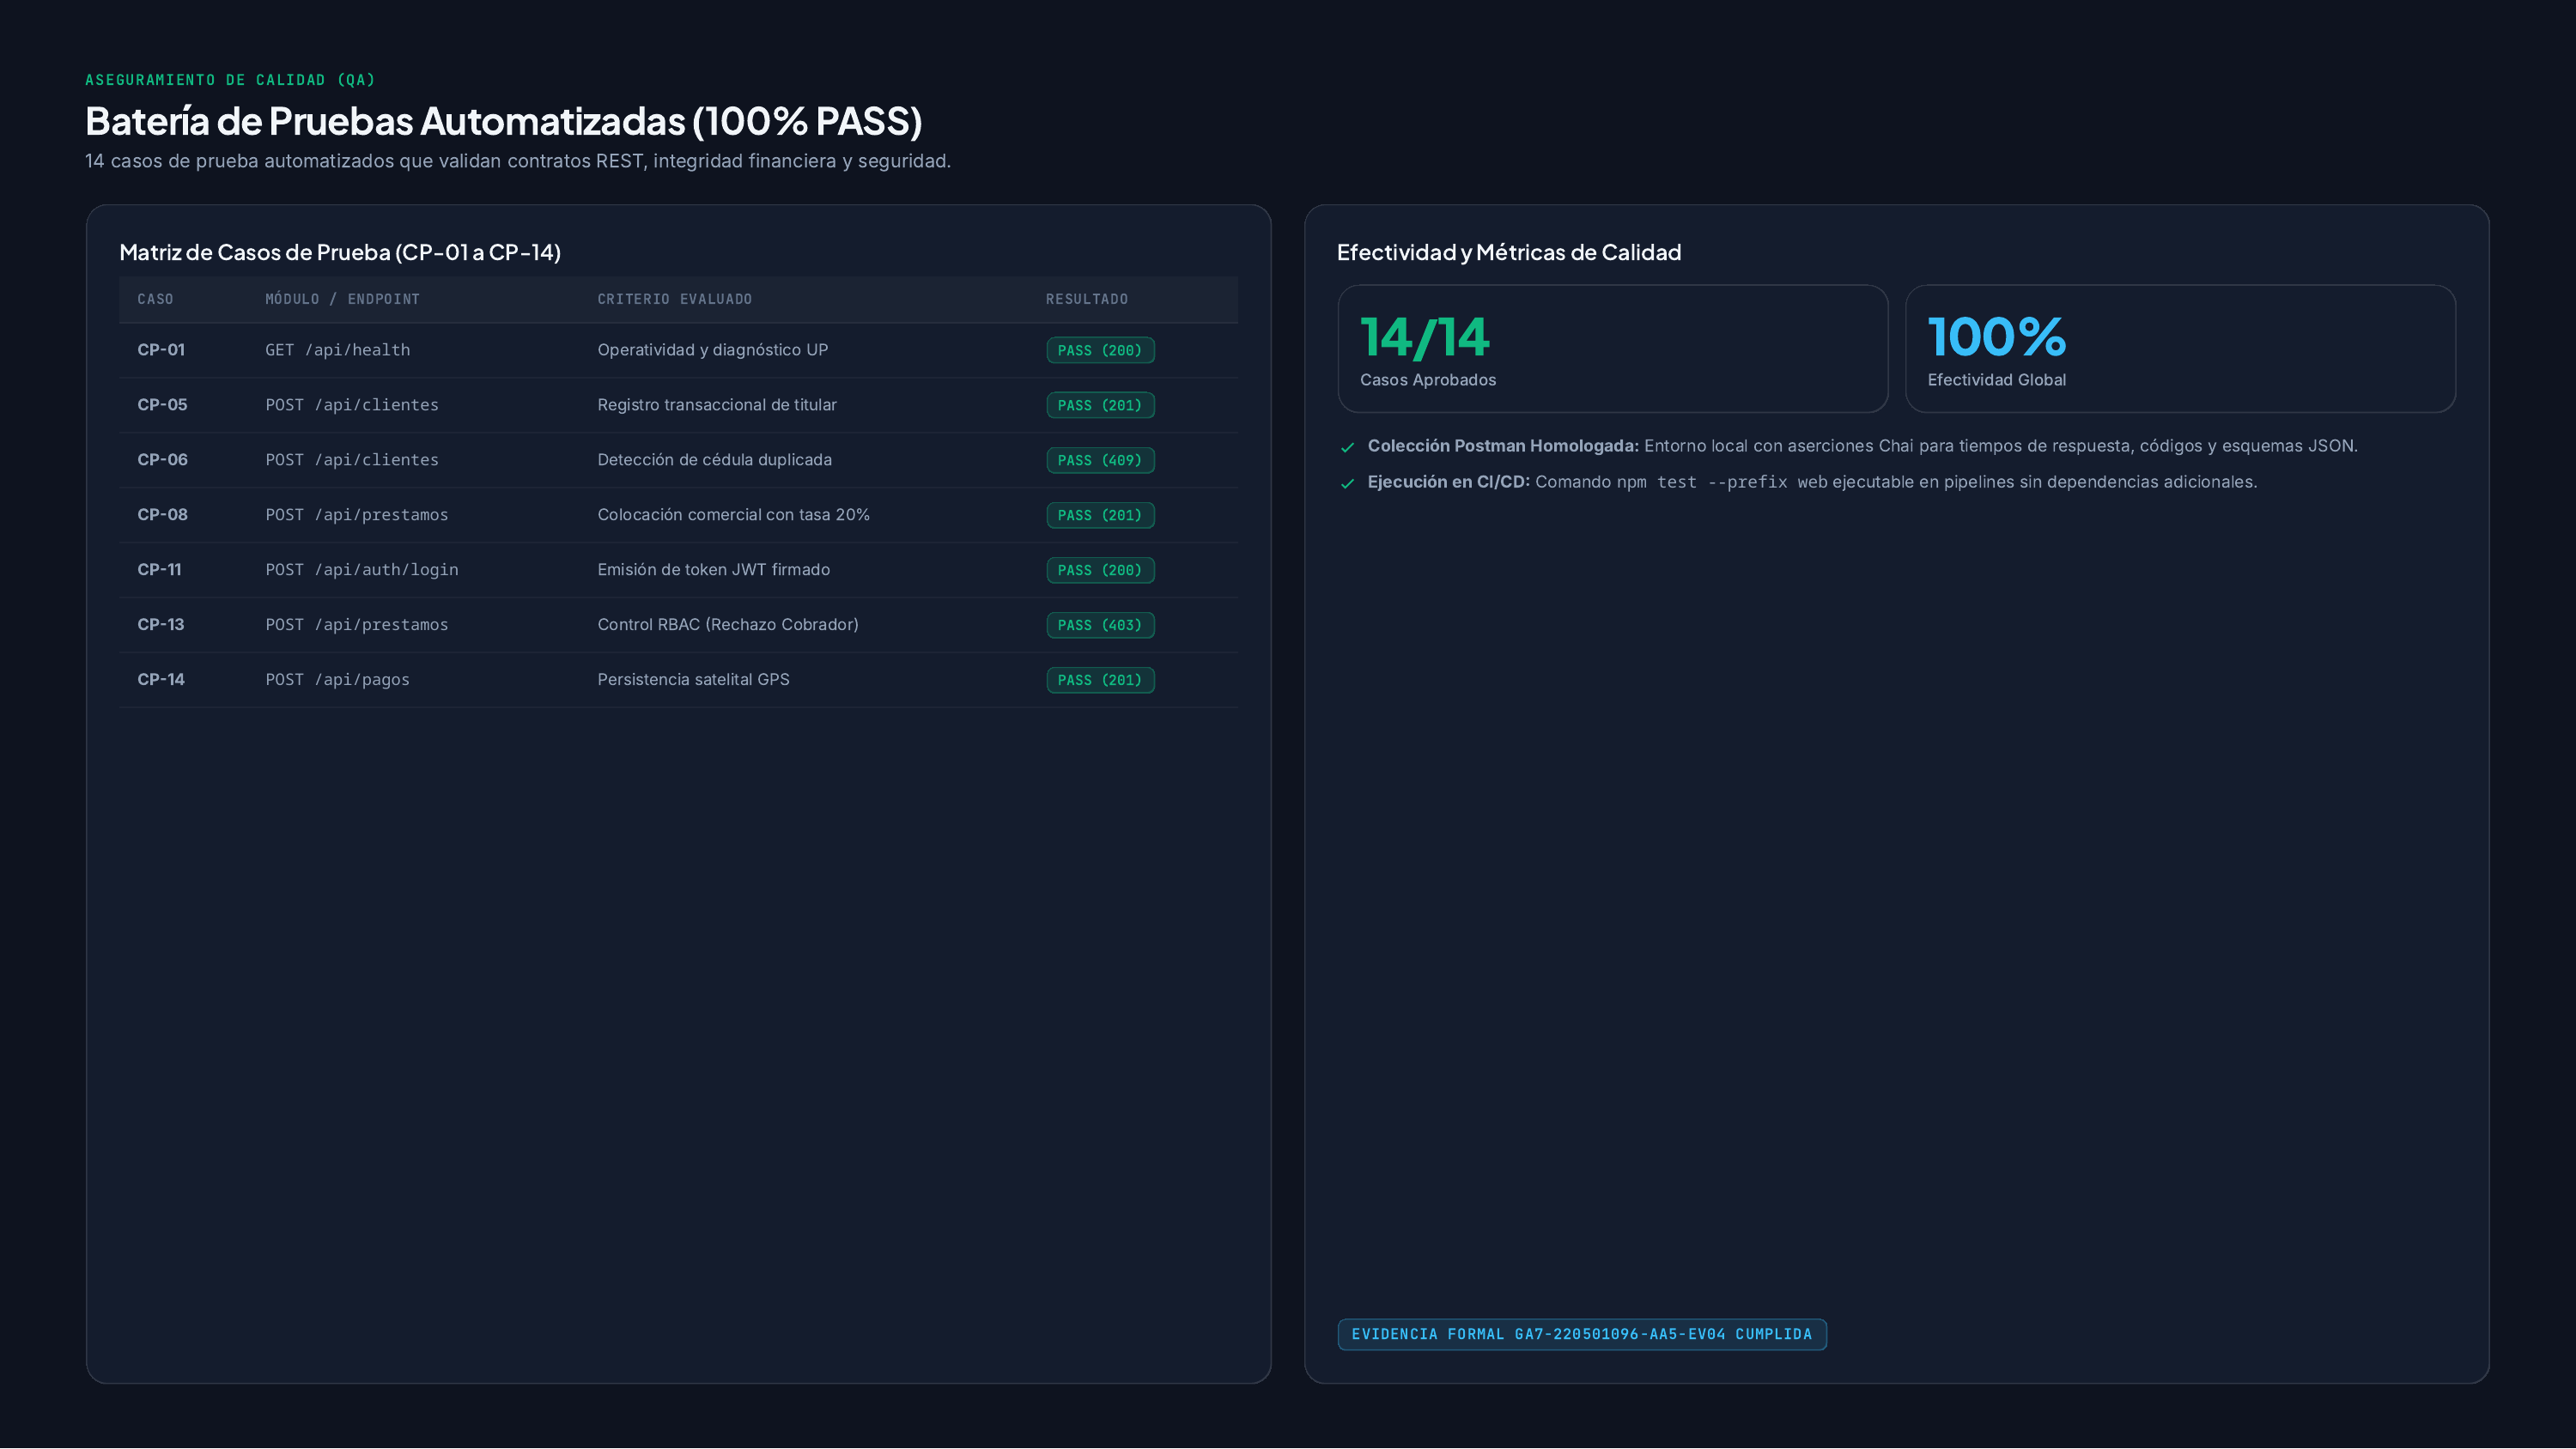 ASEGURAMIENTO DE CALIDAD (QA)
Batería de Pruebas Automatizadas (100% PASS)
14 casos de prueba automatizados que validan contratos REST, integridad financiera y seguridad.
Matriz de Casos de Prueba (CP-01 a CP-14)
CASO MÓDULO / ENDPOINT CRITERIO EVALUADO RESULTADO
CP-01 GET /api/health Operatividad y diagnóstico UP PASS (200)
CP-05 POST /api/clientes Registro transaccional de titular PASS (201)
CP-06 POST /api/clientes Detección de cédula duplicada PASS (409)
CP-08 POST /api/prestamos Colocación comercial con tasa 20% PASS (201)
CP-11 POST /api/auth/login Emisión de token JWT firmado PASS (200)
CP-13 POST /api/prestamos Control RBAC (Rechazo Cobrador) PASS (403)
CP-14 POST /api/pagos Persistencia satelital GPS PASS (201)
Efectividad y Métricas de Calidad
14/14
Casos Aprobados
100%
Efectividad Global
Colección Postman Homologada: Entorno local con aserciones Chai para tiempos de respuesta, códigos y esquemas JSON.
Ejecución en CI/CD: Comando npm test --prefix web ejecutable en pipelines sin dependencias adicionales.
EVIDENCIA FORMAL GA7-220501096-AA5-EV04 CUMPLIDA